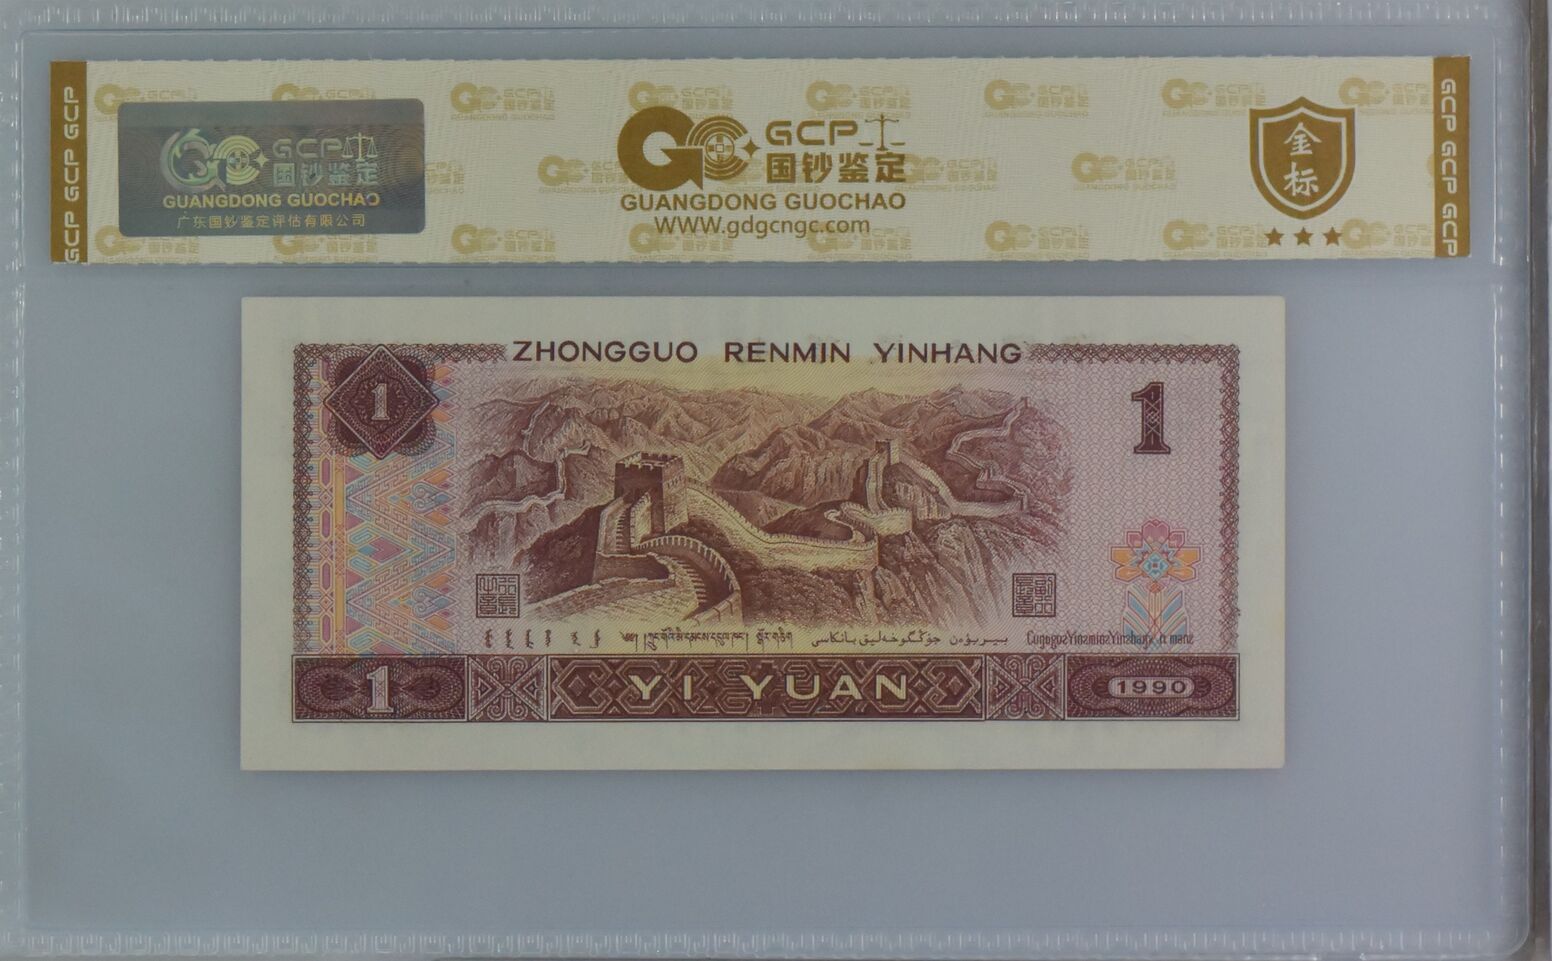 GCP GCP GCP
GCP
国钞鉴定
GUANGDONG GUOCHAO
广东国钞鉴定评估有限公司
GCP
国钞鉴定
GUANGDONG GUOCHAO
WWW.gdgcngc.com
金标
GCP GCP GCP
ZHONGGUO RENMIN YINHANG
1
1
1
YI YUAN
1990